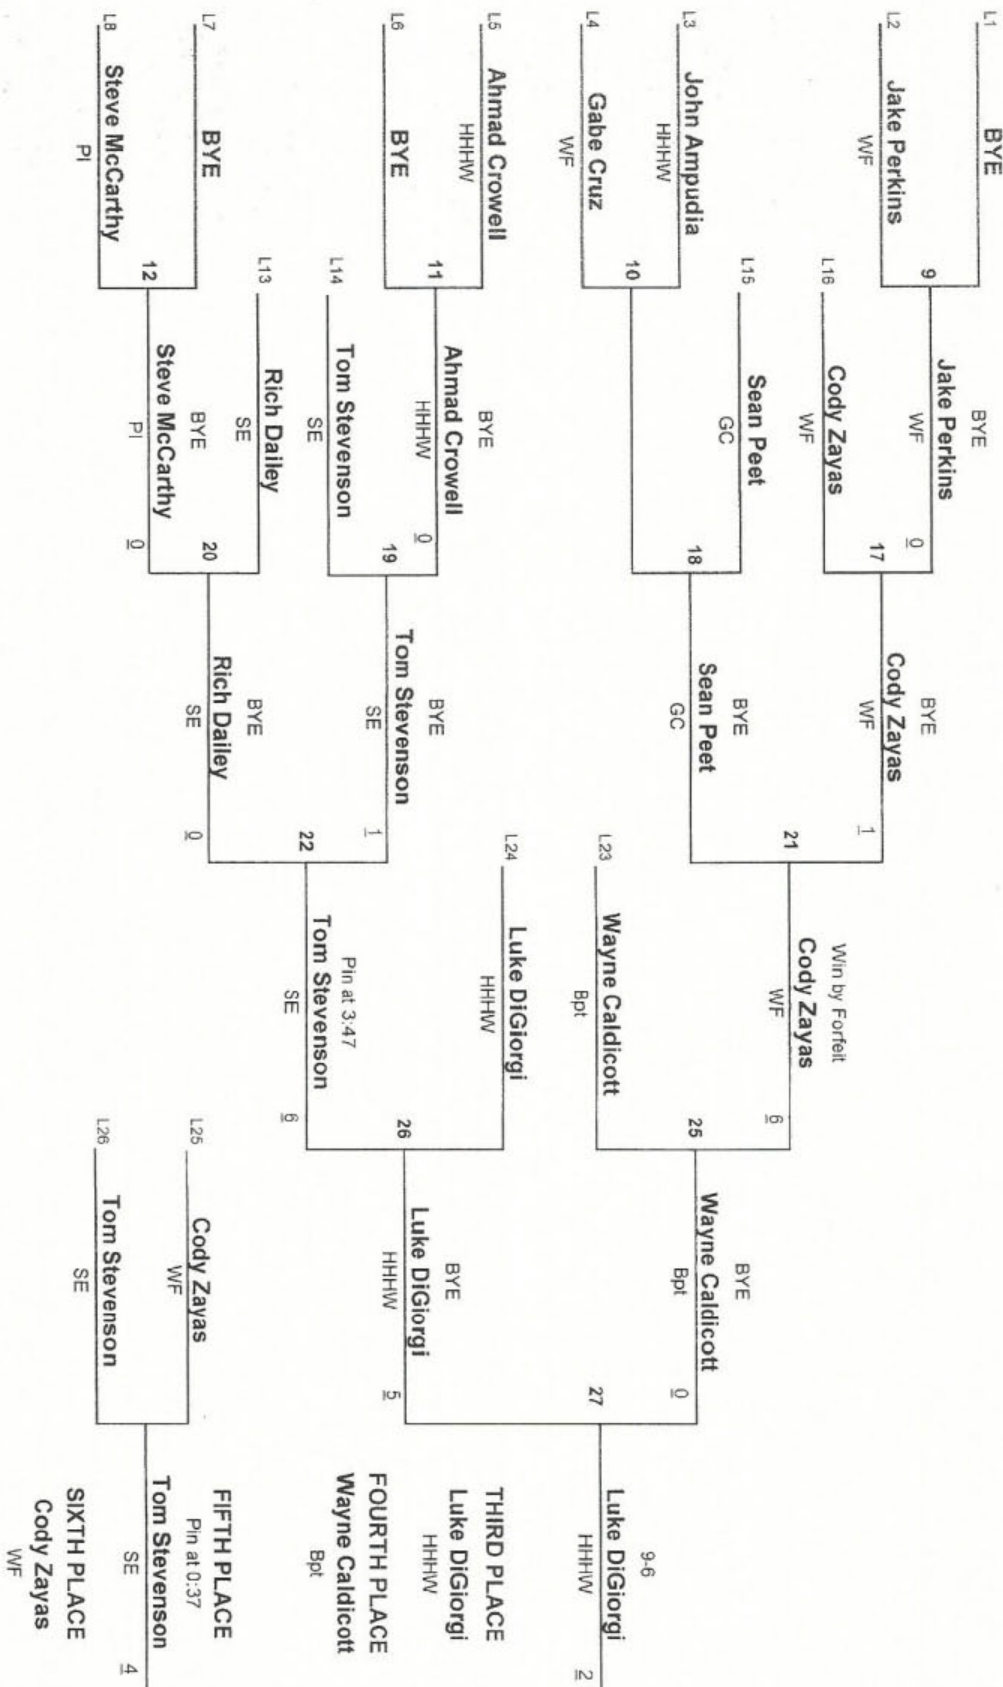 L1
BYE
L2
Jake Perkins
WF
L3
John Ampudia
HHHW
L4
Gabe Cruz
WF
L5
Ahmad Crowell
HHHW
L6
BYE
L7
BYE
L8
Steve McCarthy
PI
9
10
11
12
BYE
Jake Perkins
WF
0
L16
Cody Zayas
WF
L15
Sean Peet
GC
BYE
Ahmad Crowell
HHHW
0
L14
Tom Stevenson
SE
L13
Rich Dailey
SE
BYE
Steve McCarthy
PI
0
17
18
19
20
BYE
Cody Zayas
WF
1
BYE
Sean Peet
GC
BYE
Tom Stevenson
SE
1
BYE
Rich Dailey
SE
0
21
22
Win by Forfeit
Cody Zayas
WF
6
L23
Wayne Caldicott
Bpt
L24
Luke DiGiorgi
HHHW
Pin at 3:47
Tom Stevenson
SE
6
25
26
BYE
Wayne Caldicott
Bpt
0
BYE
Luke DiGiorgi
HHHW
5
27
9-6
Luke DiGiorgi
HHHW
2
THIRD PLACE
Luke DiGiorgi
HHHW
FOURTH PLACE
Wayne Caldicott
Bpt
L25
Cody Zayas
WF
L26
Tom Stevenson
SE
FIFTH PLACE
Pin at 0:37
Tom Stevenson
SE
4
SIXTH PLACE
Cody Zayas
WF